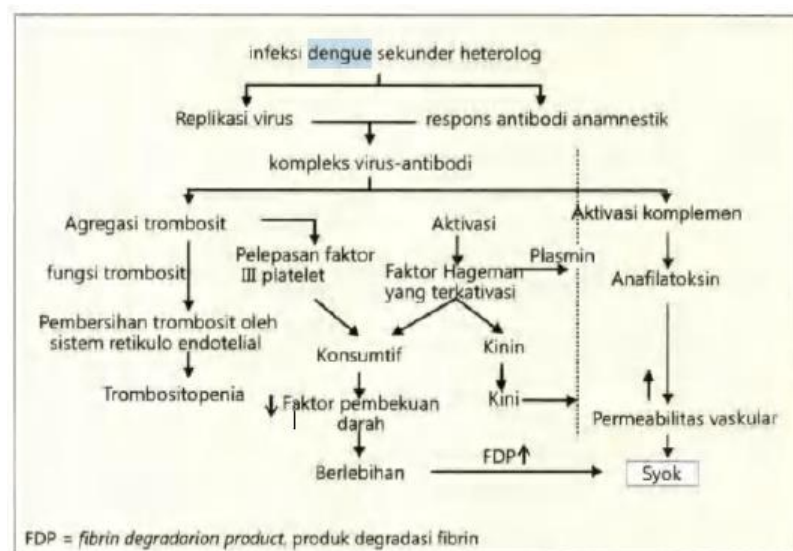 infeksi dengue sekunder heterolog
Replikasi virus
respons antibodi anamnestik
kompleks virus-antibodi
Agregasi trombosit
Aktivasi
Aktivasi komplemen
Pelepasan faktor
III platelet
Plasmin
fungsi trombosit
Faktor Hageman
yang terkativasi
Anafilatoksin
Pembersihan trombosit oleh
sistem retikulo endotelial
Konsumtif
Kinin
Trombositopenia
Faktor pembekuan
darah
Kini
Permeabilitas vaskular
Berlebihan
FDP
Syok
FDP = fibrin degradarion product, produk degradasi fibrin